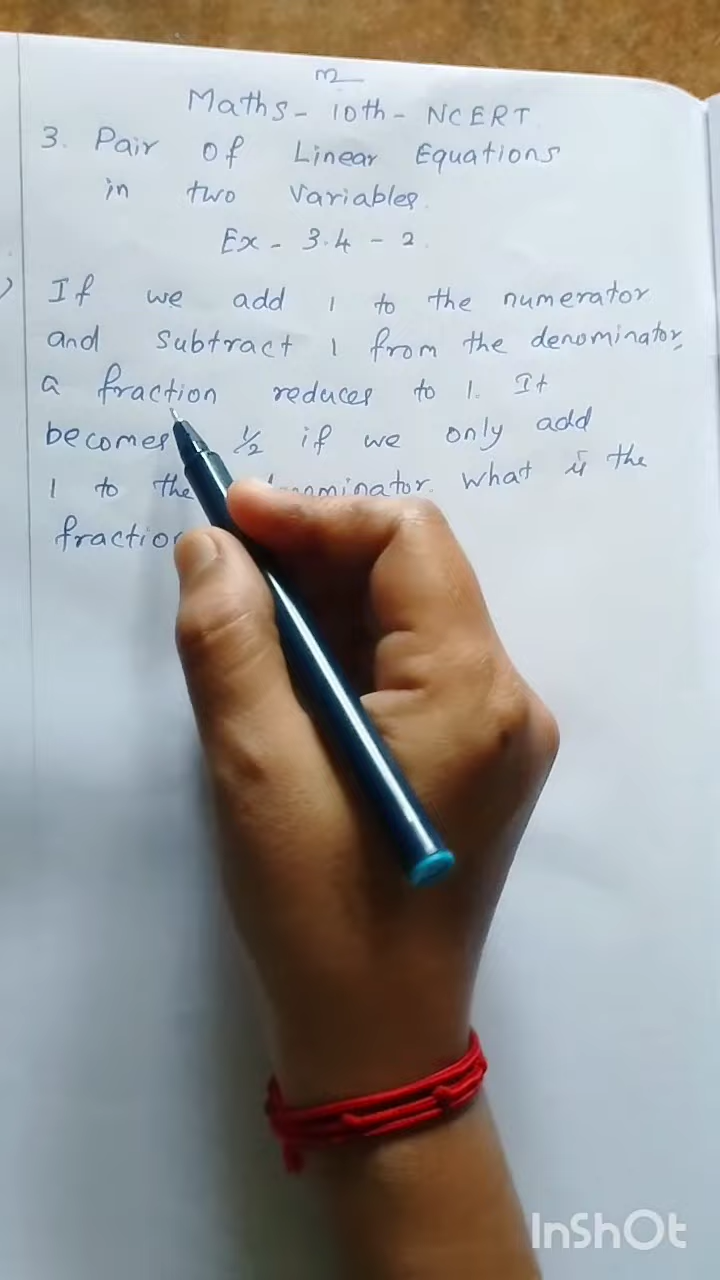 m
Maths - 10th - NCERT
3. Pair of Linear Equations
in two Variables.
Ex - 3.4 - 2.
) If we add 1 to the numerator
and subtract 1 from the denominator,
a fraction reduces to 1. It
becomes 1/2 if we only add
1 to the denominator. What is the
fraction
InShOt